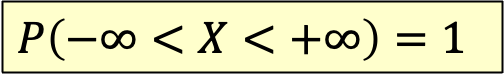 P(−∞ < X < +∞) = 1